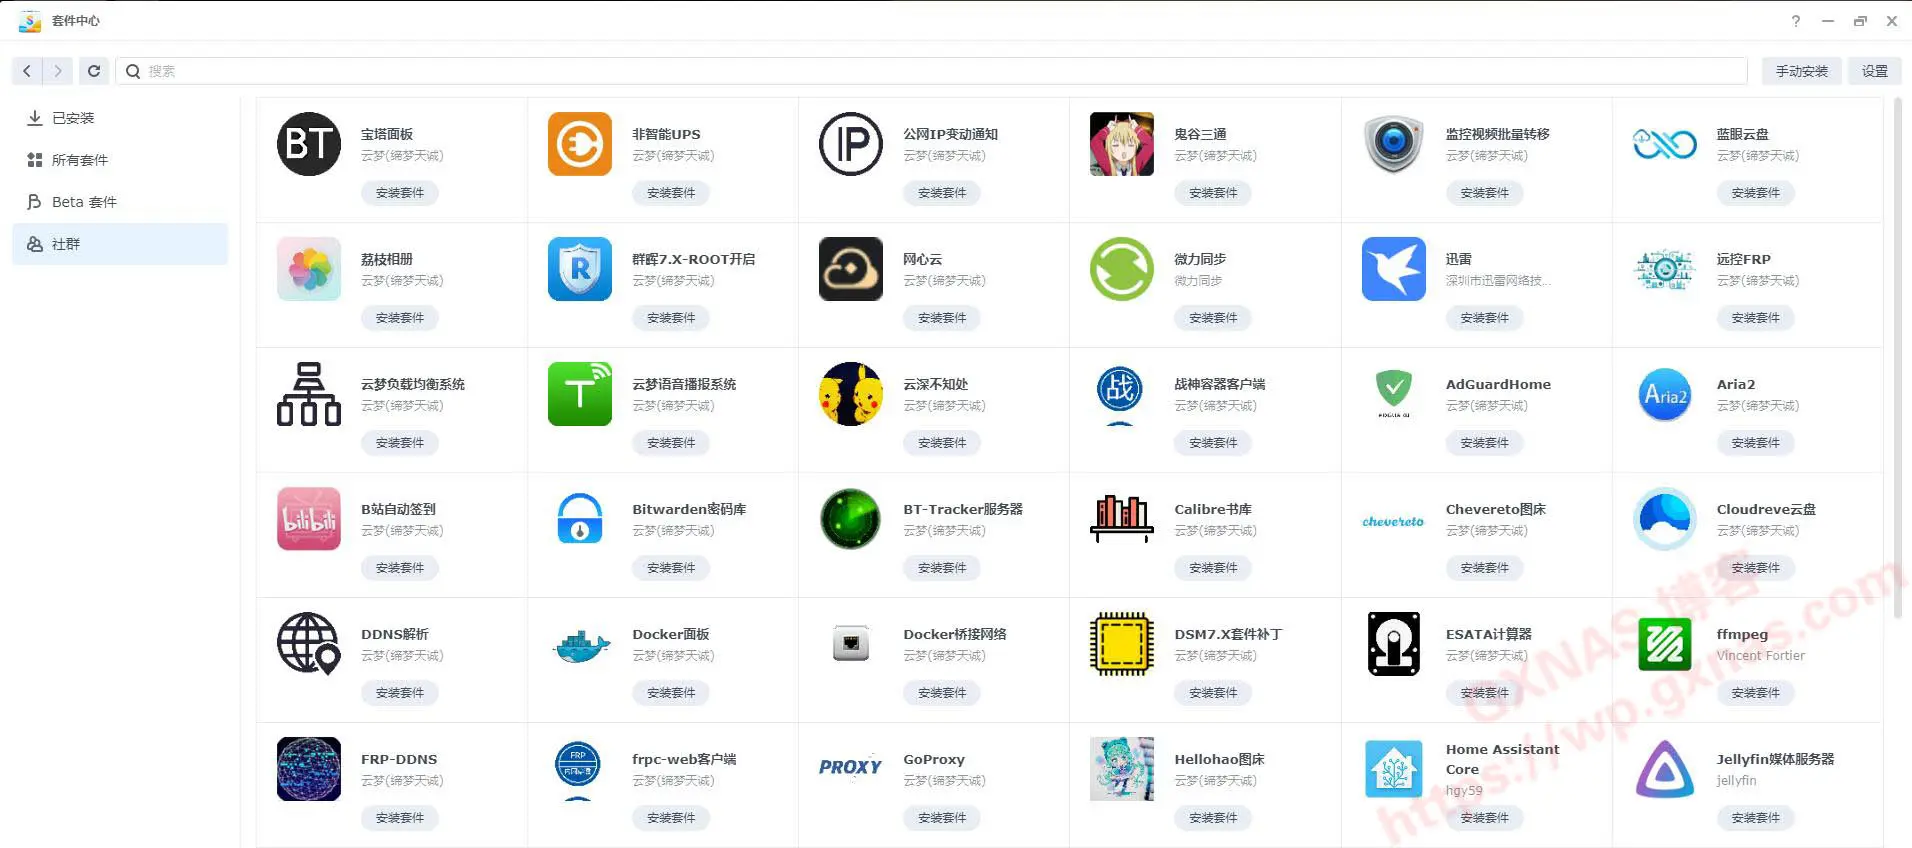 套件中心
搜索
手动安装
设置
已安装
所有套件
Beta 套件
社群
BT
宝塔面板
云梦(缔梦天诚)
安装套件
非智能UPS
云梦(缔梦天诚)
安装套件
IP
公网IP变动通知
云梦(缔梦天诚)
安装套件
鬼谷三通
云梦(缔梦天诚)
安装套件
监控视频批量转移
云梦(缔梦天诚)
安装套件
蓝眼云盘
云梦(缔梦天诚)
安装套件
荔枝相册
云梦(缔梦天诚)
安装套件
R
群晖7.X-ROOT开启
云梦(缔梦天诚)
安装套件
网心云
云梦(缔梦天诚)
安装套件
微力同步
微力同步
安装套件
迅雷
深圳市迅雷网络技...
安装套件
远控FRP
云梦(缔梦天诚)
安装套件
云梦负载均衡系统
云梦(缔梦天诚)
安装套件
T
云梦语音播报系统
云梦(缔梦天诚)
安装套件
云深不知处
云梦(缔梦天诚)
安装套件
战
战神容器客户端
云梦(缔梦天诚)
安装套件
AdGuardHome
云梦(缔梦天诚)
安装套件
Aria2
Aria2
云梦(缔梦天诚)
安装套件
bilibili
B站自动签到
云梦(缔梦天诚)
安装套件
Bitwarden密码库
云梦(缔梦天诚)
安装套件
BT-Tracker服务器
云梦(缔梦天诚)
安装套件
Calibre书库
云梦(缔梦天诚)
安装套件
chevereto
Chevereto图床
云梦(缔梦天诚)
安装套件
Cloudreve云盘
云梦(缔梦天诚)
安装套件
DDNS解析
云梦(缔梦天诚)
安装套件
Docker面板
云梦(缔梦天诚)
安装套件
Docker桥接网络
云梦(缔梦天诚)
安装套件
DSM7.X套件补丁
云梦(缔梦天诚)
安装套件
ESATA计算器
云梦(缔梦天诚)
安装套件
ffmpeg
Vincent Fortier
安装套件
FRP-DDNS
云梦(缔梦天诚)
安装套件
FRP
frpc-web客户端
云梦(缔梦天诚)
安装套件
PROXY
GoProxy
云梦(缔梦天诚)
安装套件
Hellohao图床
云梦(缔梦天诚)
安装套件
Home Assistant
Core
hgy59
安装套件
Jellyfin媒体服务器
jellyfin
安装套件
GXNAS博客
https://wp.gxnas.com